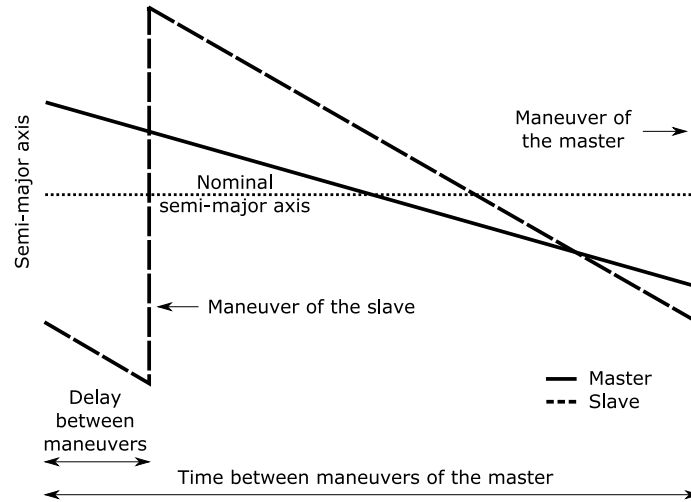 Semi-major axis
Maneuver of
the master
Nominal
semi-major axis
Maneuver of the slave
Master
Slave
Delay
between
maneuvers
Time between maneuvers of the master